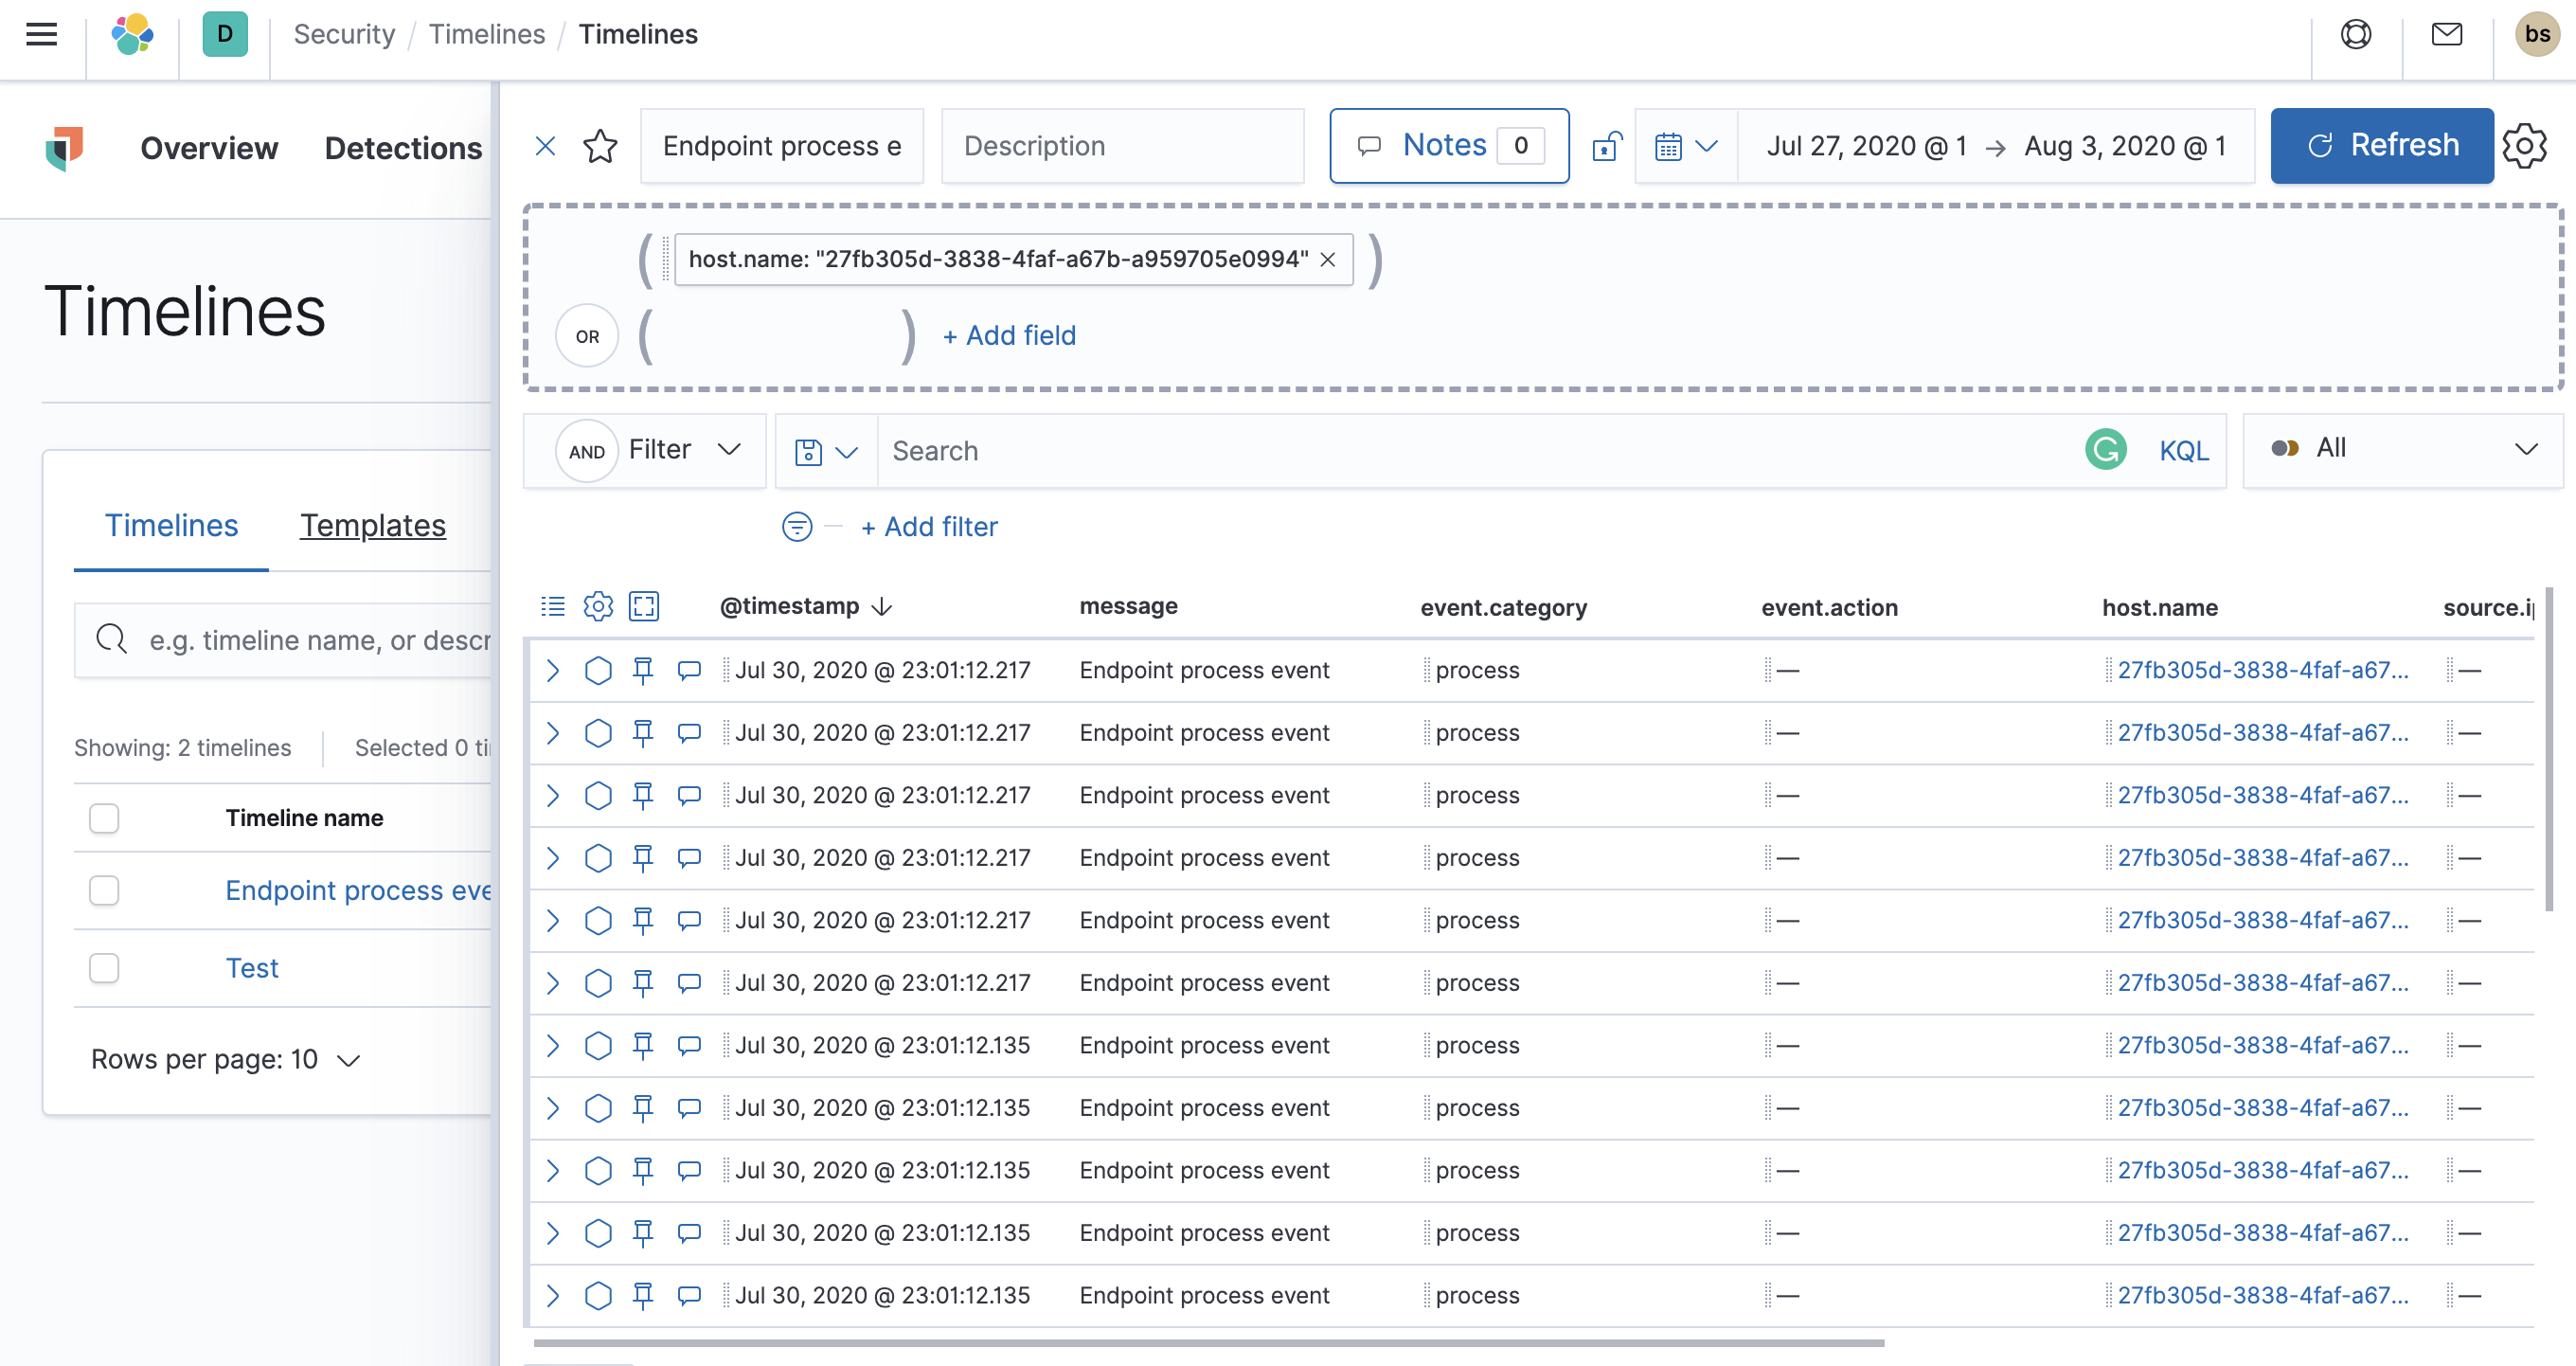 D Security / Timelines / Timelines bs
Overview Detections
Endpoint process e Description Notes 0 Jul 27, 2020 @ 1 → Aug 3, 2020 @ 1 Refresh
( host.name: "27fb305d-3838-4faf-a67b-a959705e0994" × )
OR ( ) + Add field
Timelines
AND Filter Search KQL All
+ Add filter
Timelines Templates
e.g. timeline name, or descr
Showing: 2 timelines Selected 0 ti
Timeline name
Endpoint process eve
Test
Rows per page: 10
@timestamp message event.category event.action host.name source.i
Jul 30, 2020 @ 23:01:12.217 Endpoint process event process — 27fb305d-3838-4faf-a67... —
Jul 30, 2020 @ 23:01:12.217 Endpoint process event process — 27fb305d-3838-4faf-a67... —
Jul 30, 2020 @ 23:01:12.217 Endpoint process event process — 27fb305d-3838-4faf-a67... —
Jul 30, 2020 @ 23:01:12.217 Endpoint process event process — 27fb305d-3838-4faf-a67... —
Jul 30, 2020 @ 23:01:12.217 Endpoint process event process — 27fb305d-3838-4faf-a67... —
Jul 30, 2020 @ 23:01:12.217 Endpoint process event process — 27fb305d-3838-4faf-a67... —
Jul 30, 2020 @ 23:01:12.135 Endpoint process event process — 27fb305d-3838-4faf-a67... —
Jul 30, 2020 @ 23:01:12.135 Endpoint process event process — 27fb305d-3838-4faf-a67... —
Jul 30, 2020 @ 23:01:12.135 Endpoint process event process — 27fb305d-3838-4faf-a67... —
Jul 30, 2020 @ 23:01:12.135 Endpoint process event process — 27fb305d-3838-4faf-a67... —
Jul 30, 2020 @ 23:01:12.135 Endpoint process event process — 27fb305d-3838-4faf-a67... —